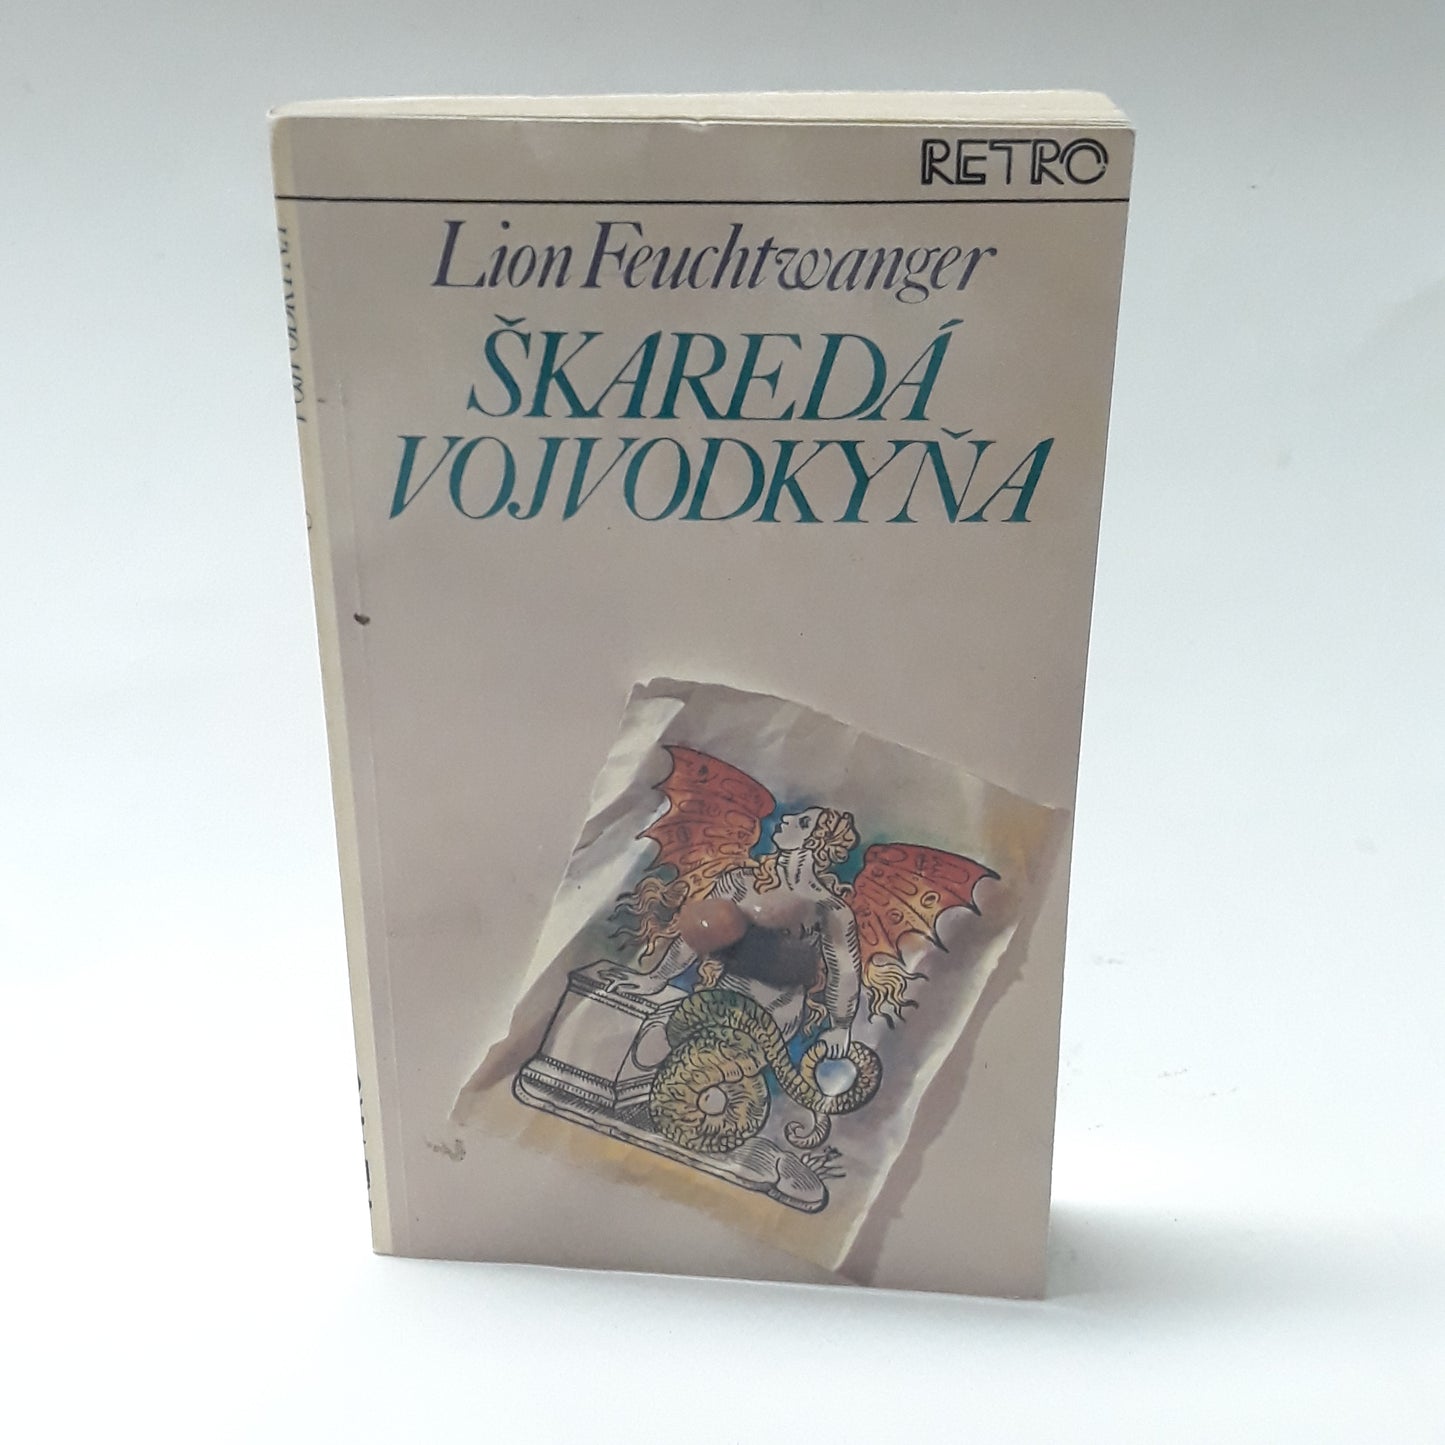 RETRO
Lion Feuchtwanger
ŠKAREDÁ
VOJVODKYŇA